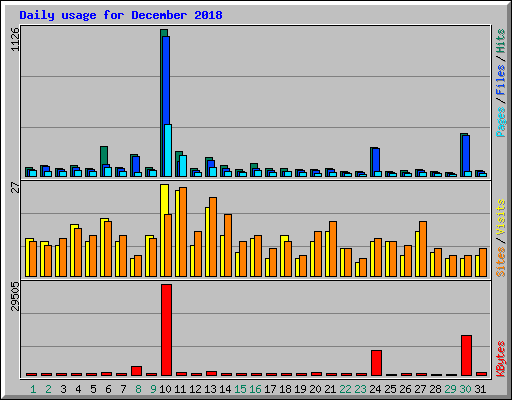 Daily usage for December 2018
1126
Pages / Files / Hits
27
Sites / Visits
29505
KBytes
1 2 3 4 5 6 7 8 9 10 11 12 13 14 15 16 17 18 19 20 21 22 23 24 25 26 27 28 29 30 31